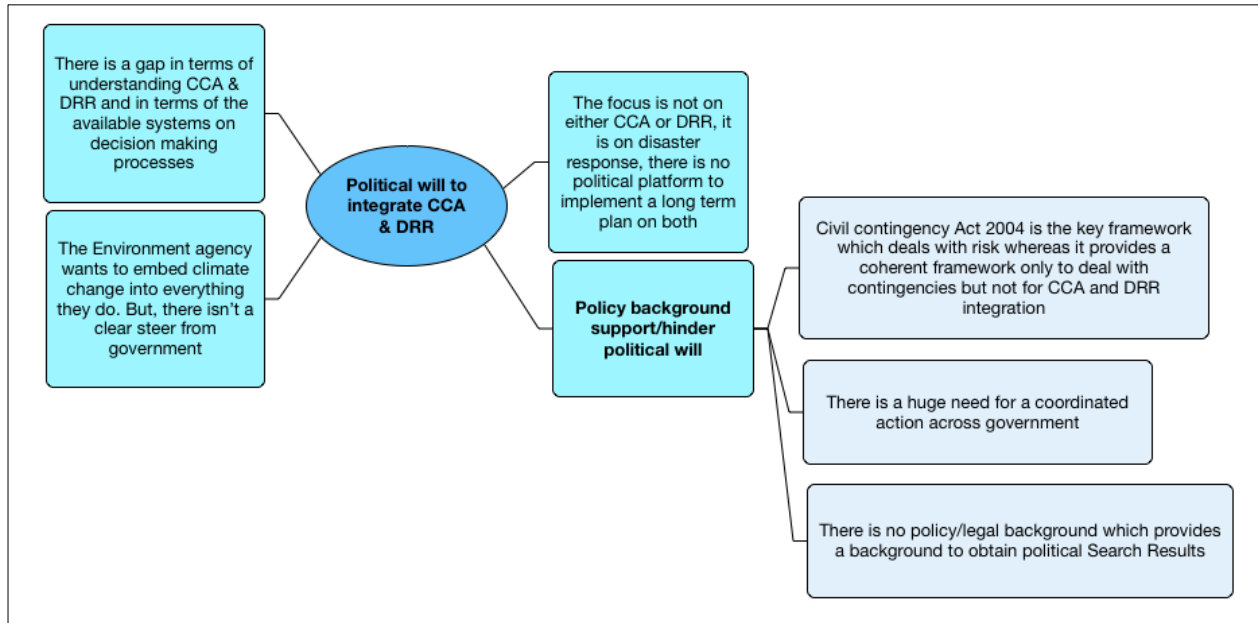 There is a gap in terms of
understanding CCA &
DRR and in terms of the
available systems on
decision making
processes
The Environment agency
wants to embed climate
change into everything
they do. But, there isn't a
clear steer from
government
Political will to
integrate CCA
& DRR
The focus is not on
either CCA or DRR, it
is on disaster
response, there is no
political platform to
implement a long term
plan on both
Policy background
support/hinder
political will
Civil contingency Act 2004 is the key framework
which deals with risk whereas it provides a
coherent framework only to deal with
contingencies but not for CCA and DRR
integration
There is a huge need for a coordinated
action across government
There is no policy/legal background which provides
a background to obtain political Search Results